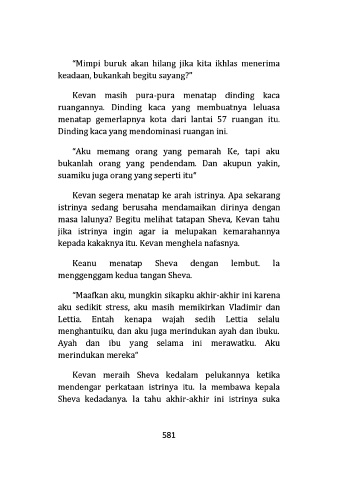 “Mimpi buruk akan hilang jika kita ikhlas menerima
keadaan, bukankah begitu sayang?”
Kevan masih pura-pura menatap dinding kaca
ruangannya. Dinding kaca yang membuatnya leluasa
menatap gemerlapnya kota dari lantai 57 ruangan itu.
Dinding kaca yang mendominasi ruangan ini.
“Aku memang orang yang pemarah Ke, tapi aku
bukanlah orang yang pendendam. Dan akupun yakin,
suamiku juga orang yang seperti itu”
Kevan segera menatap ke arah istrinya. Apa sekarang
istrinya sedang berusaha mendamaikan dirinya dengan
masa lalunya? Begitu melihat tatapan Sheva, Kevan tahu
jika istrinya ingin agar ia melupakan kemarahannya
kepada kakaknya itu. Kevan menghela nafasnya.
Keanu menatap Sheva dengan lembut. Ia
menggenggam kedua tangan Sheva.
“Maafkan aku, mungkin sikapku akhir-akhir ini karena
aku sedikit stress, aku masih memikirkan Vladimir dan
Lettia. Entah kenapa wajah sedih Lettia selalu
menghantuiku, dan aku juga merindukan ayah dan ibuku.
Ayah dan ibu yang selama ini merawatku. Aku
merindukan mereka”
Kevan meraih Sheva kedalam pelukannya ketika
mendengar perkataan istrinya itu. Ia membawa kepala
Sheva kedadanya. Ia tahu akhir-akhir ini istrinya suka
581